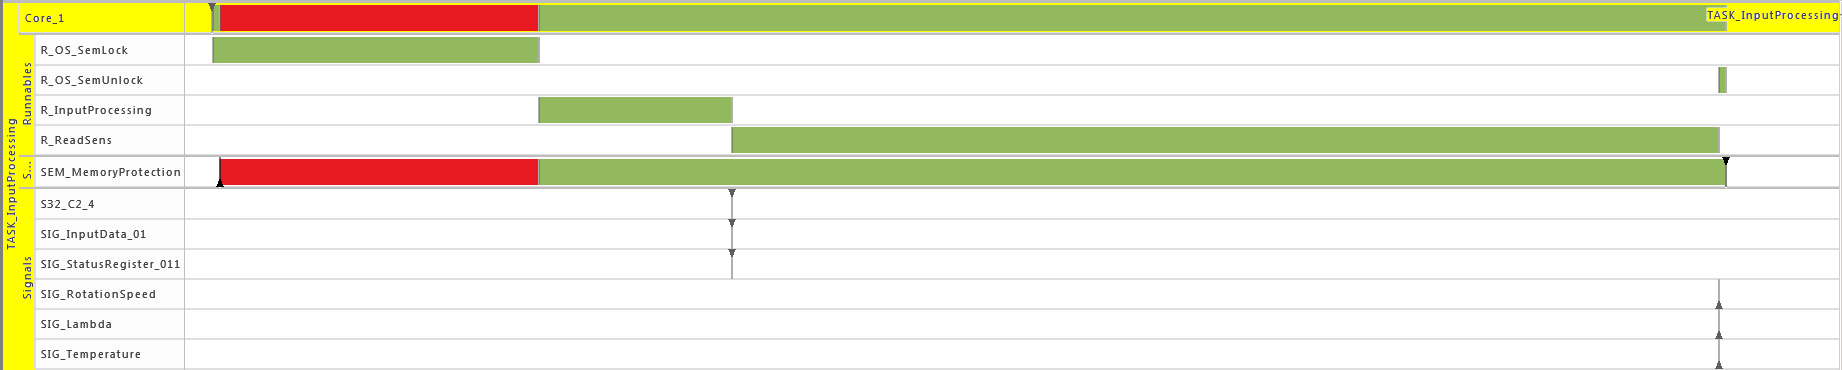 Core_1
TASK_InputProcessing
TASK_InputProcessing
Runnables
R_OS_SemLock
R_OS_SemUnlock
R_InputProcessing
R_ReadSens
S...
SEM_MemoryProtection
Signals
S32_C2_4
SIG_InputData_01
SIG_StatusRegister_011
SIG_RotationSpeed
SIG_Lambda
SIG_Temperature